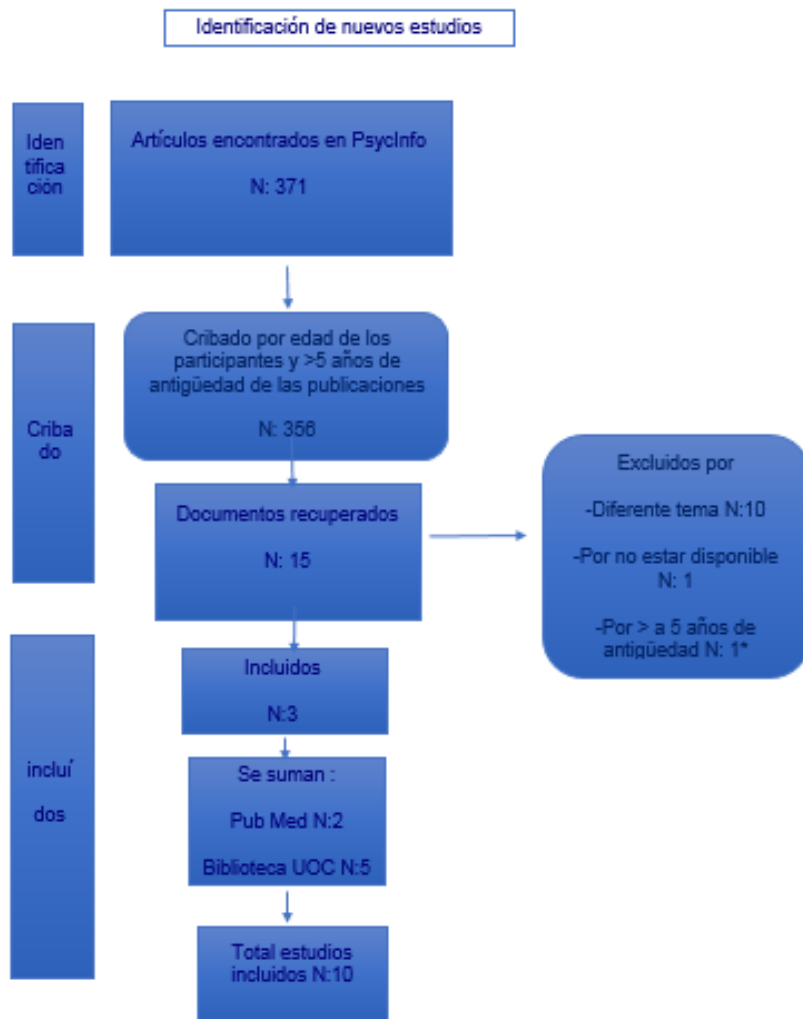 Identificación de nuevos estudios
Iden
tifica
ción
Artículos encontrados en PsycInfo
N: 371
Criba
do
Cribado por edad de los
participantes y >5 años de
antigüedad de las publicaciones
N: 356
Documentos recuperados
N: 15
Excluidos por
-Diferente tema N:10
-Por no estar disponible
N: 1
-Por > a 5 años de
antigüedad N: 1*
incluí
dos
Incluidos
N:3
Se suman :
Pub Med N:2
Biblioteca UOC N:5
Total estudios
incluidos N:10